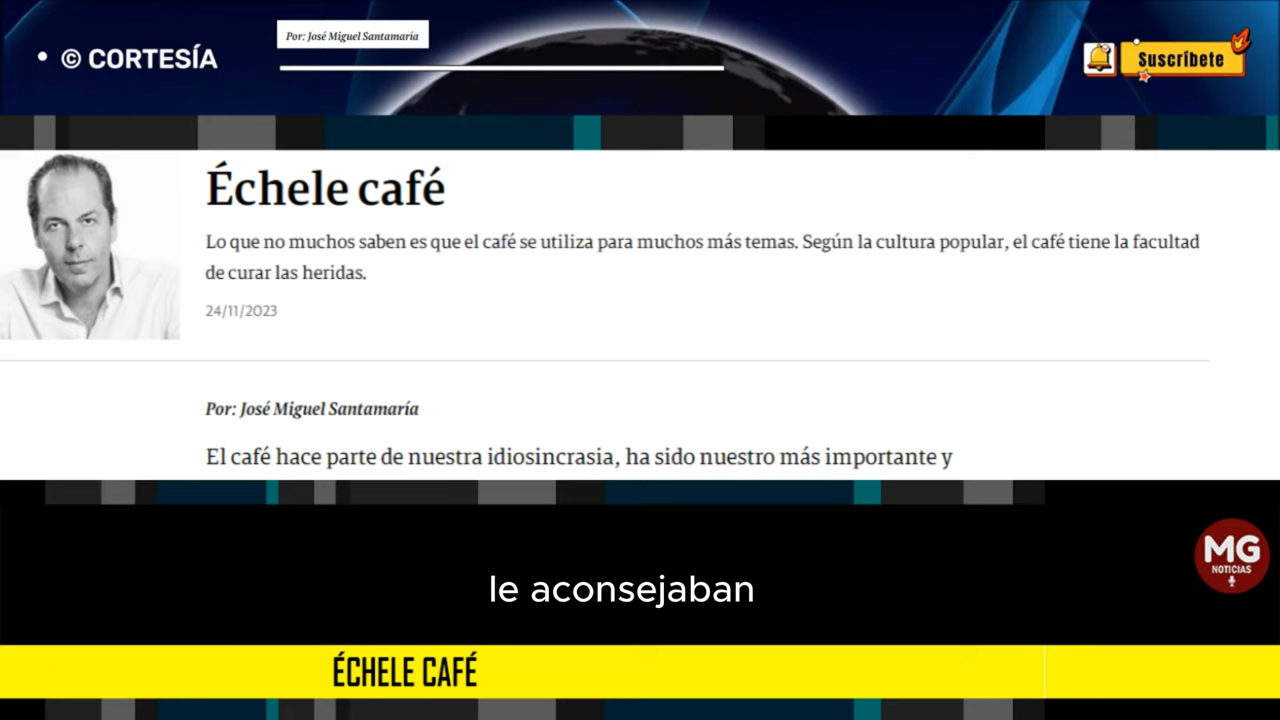 Por: José Miguel Santamaría
© CORTESÍA
Suscríbete
Échele café
Lo que no muchos saben es que el café se utiliza para muchos más temas. Según la cultura popular, el café tiene la facultad
de curar las heridas.
24/11/2023
Por: José Miguel Santamaría
El café hace parte de nuestra idiosincrasia, ha sido nuestro más importante y
MG
NOTICIAS
le aconsejaban
ÉCHELE CAFÉ